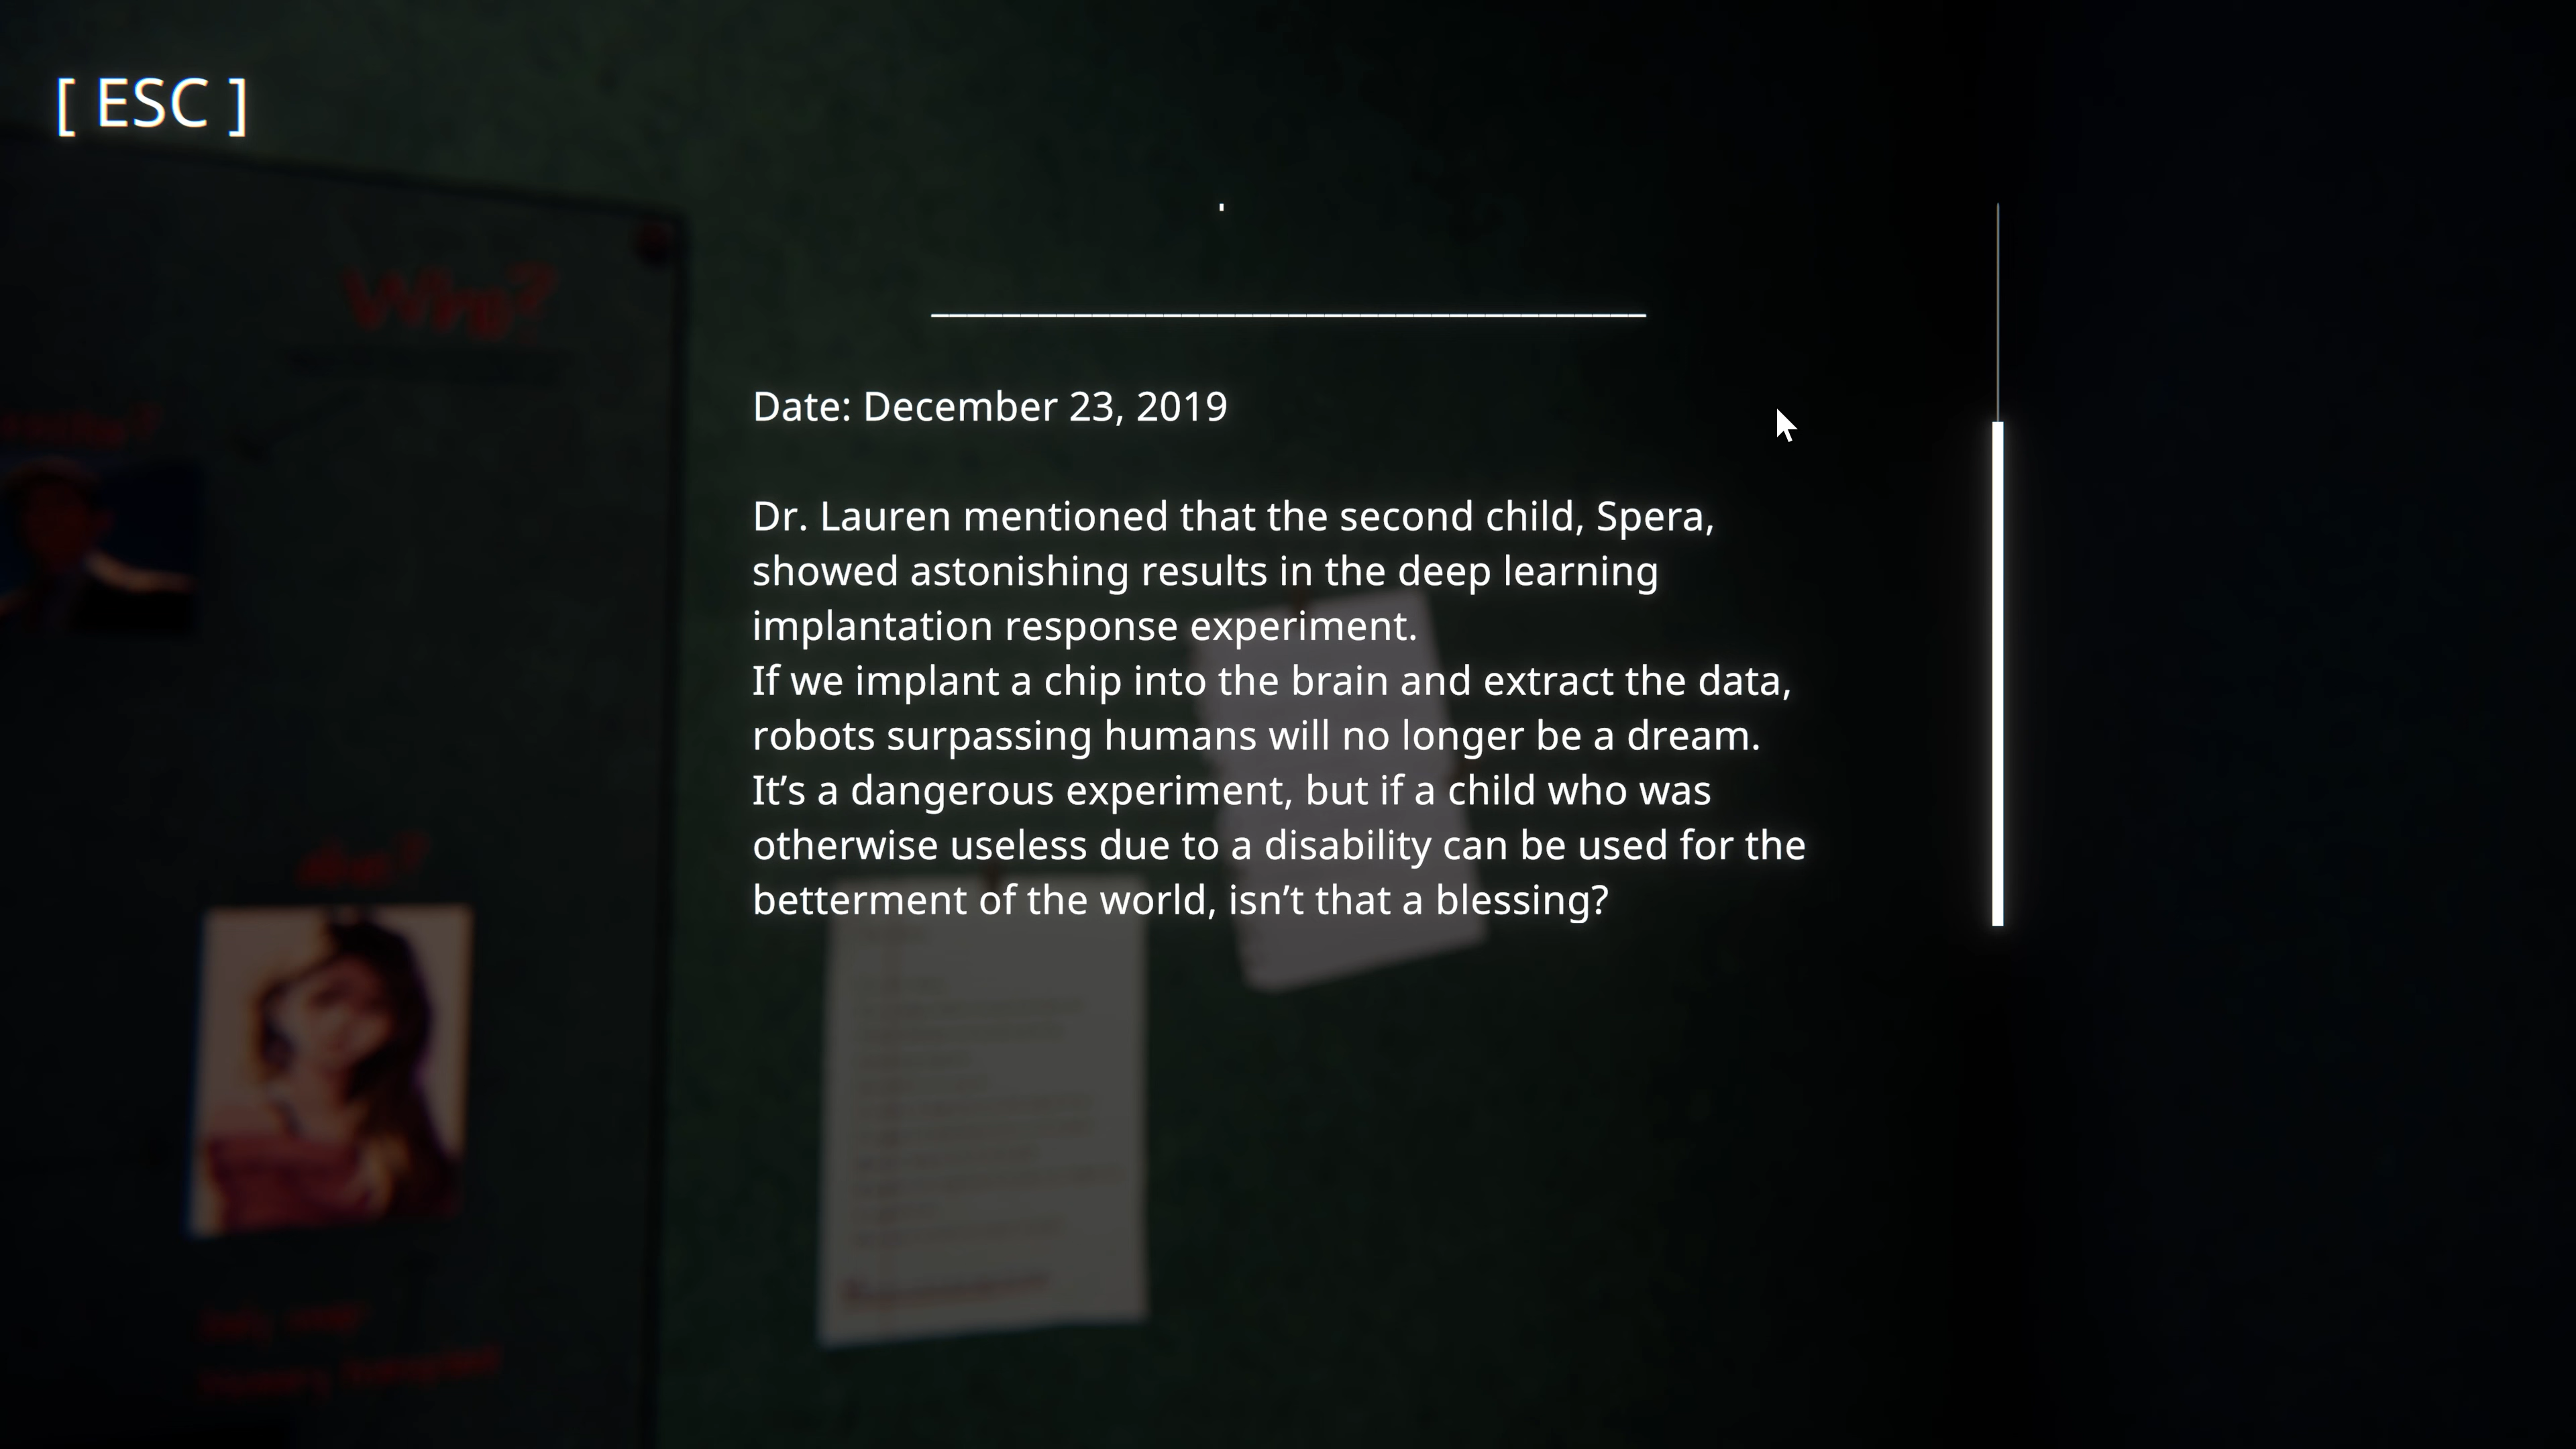 [ ESC ]
Who?
Date: December 23, 2019
Dr. Lauren mentioned that the second child, Spera,
showed astonishing results in the deep learning
implantation response experiment.
If we implant a chip into the brain and extract the data,
robots surpassing humans will no longer be a dream.
It’s a dangerous experiment, but if a child who was
otherwise useless due to a disability can be used for the
betterment of the world, isn’t that a blessing?